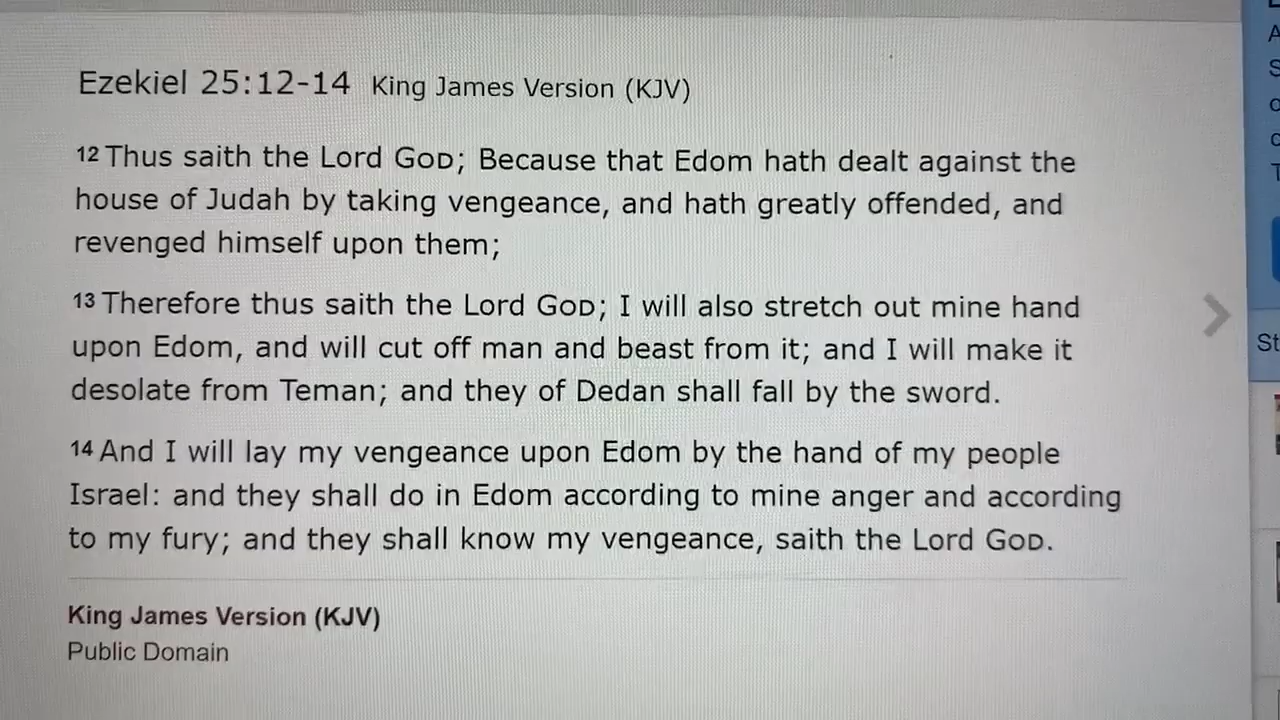 Ezekiel 25:12-14 King James Version (KJV)
12 Thus saith the Lord GOD; Because that Edom hath dealt against the
house of Judah by taking vengeance, and hath greatly offended, and
revenged himself upon them;
13 Therefore thus saith the Lord GOD; I will also stretch out mine hand
upon Edom, and will cut off man and beast from it; and I will make it
desolate from Teman; and they of Dedan shall fall by the sword.
14 And I will lay my vengeance upon Edom by the hand of my people
Israel: and they shall do in Edom according to mine anger and according
to my fury; and they shall know my vengeance, saith the Lord GOD.
King James Version (KJV)
Public Domain